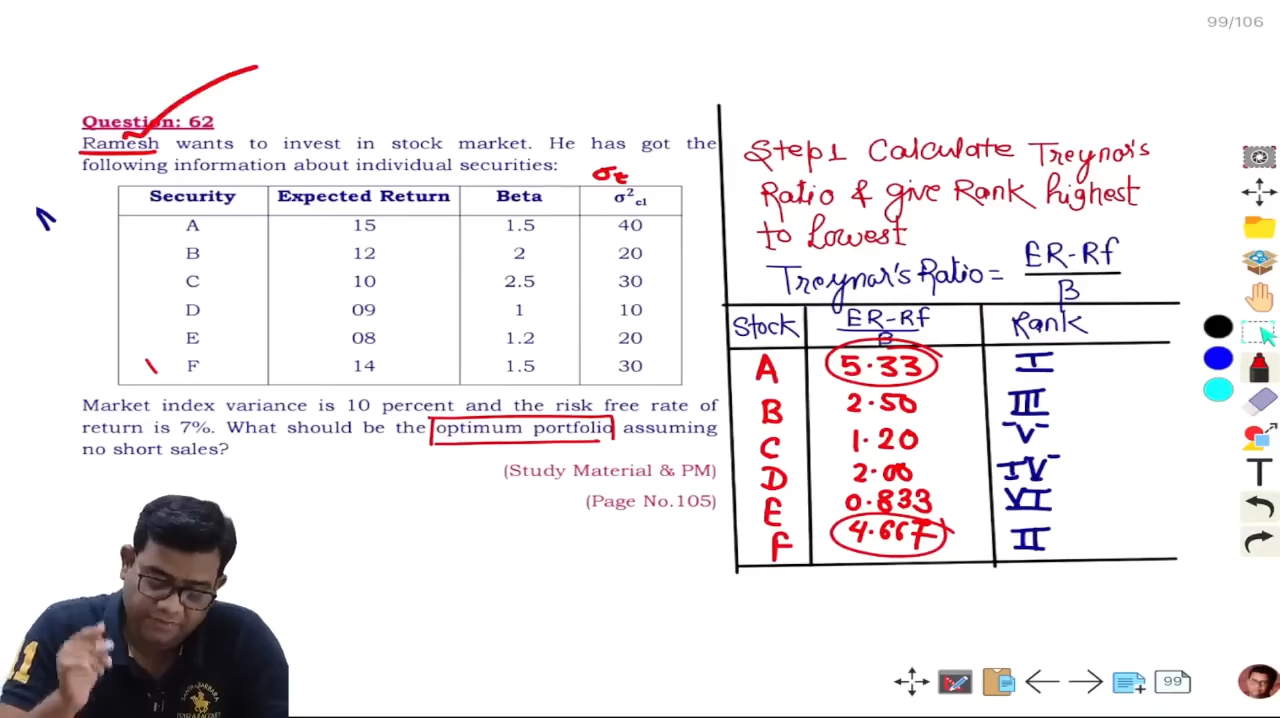 99/106
Question: 62
Ramesh wants to invest in stock market. He has got the
following information about individual securities:
Security Expected Return Beta σ²ci
A 15 1.5 40
B 12 2 20
C 10 2.5 30
D 09 1 10
E 08 1.2 20
F 14 1.5 30
Market index variance is 10 percent and the risk free rate of
return is 7%. What should be the optimum portfolio assuming
no short sales?
(Study Material & PM)
(Page No.105)
Step1 Calculate Treynor's
Ratio & give Rank highest
to Lowest
Treynor's Ratio = ER-Rf
β
Stock ER-Rf Rank
β
A 5.33 I
B 2.50 III
C 1.20 V
D 2.00 IV
E 0.833 VI
F 4.667 II
T
99